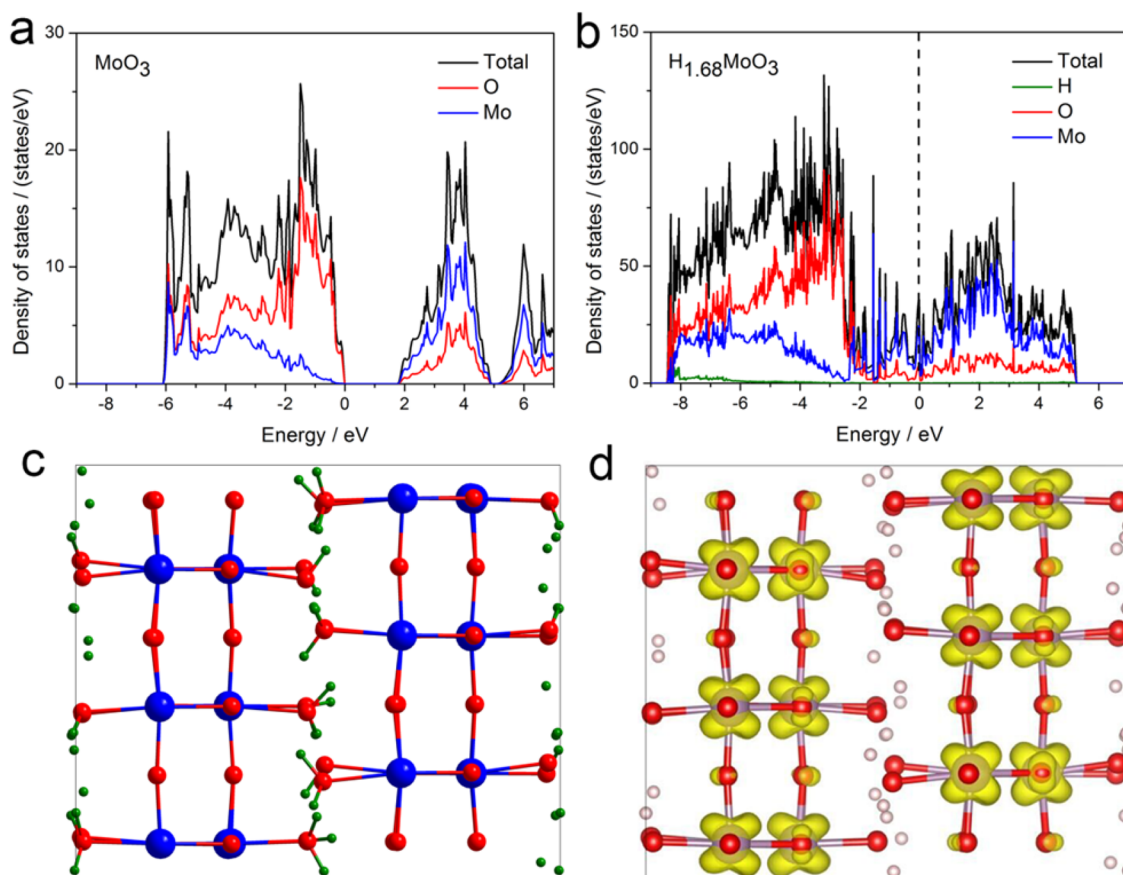 a
MoO3
Total
O
Mo
Density of states / (states/eV)
30
20
10
0
-8 -6 -4 -2 0 2 4 6
Energy / eV
b
H1.68MoO3
Total
H
O
Mo
Density of states / (states/eV)
150
100
50
0
-8 -6 -4 -2 0 2 4 6
Energy / eV
c
d